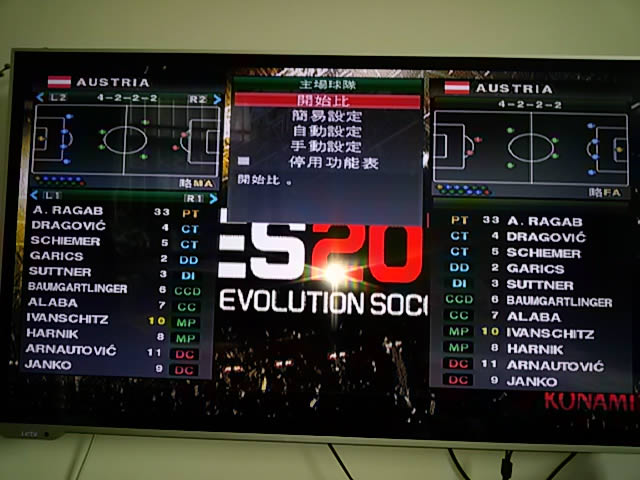 AUSTRIA
L2 4-2-2-2 R2
略MA
L1 R1
A. RAGAB 33 PT
DRAGOVIĆ 4 CT
SCHIEMER 5 CT
GARICS 2 DD
SUTTNER 3 DI
BAUMGARTLINGER 6 CCD
ALABA 7 CC
IVANSCHITZ 10 MP
HARNIK 8 MP
ARNAUTOVIĆ 11 DC
JANKO 9 DC
主場球隊
開始比
簡易設定
自動設定
手動設定
停用功能表
開始比。
ES20
EVOLUTION SOC
AUSTRIA
4-2-2-2
略FA
PT 33 A. RAGAB
CT 4 DRAGOVIĆ
CT 5 SCHIEMER
DD 2 GARICS
DI 3 SUTTNER
CCD 6 BAUMGARTLINGER
CC 7 ALABA
MP 10 IVANSCHITZ
MP 8 HARNIK
DC 11 ARNAUTOVIĆ
DC 9 JANKO
KONAMI
Letv